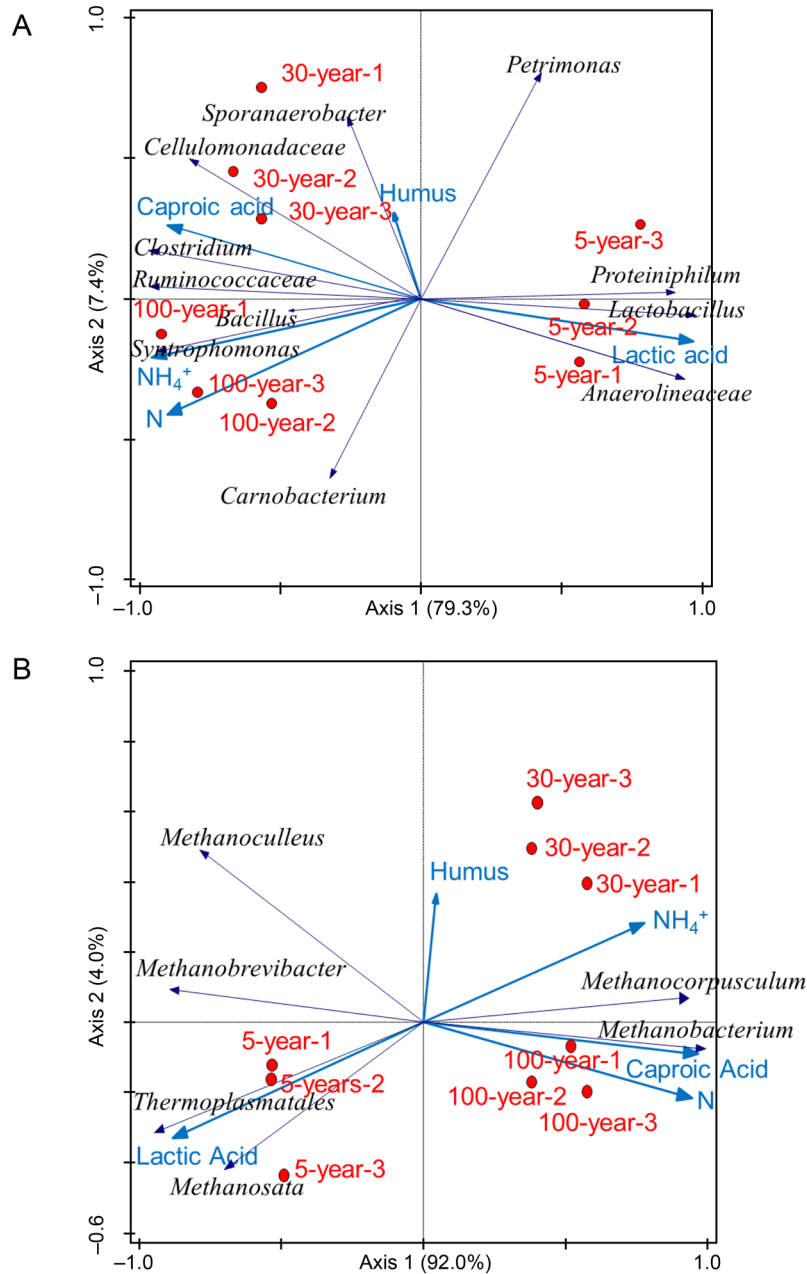 A
1.0
30-year-1
Petrimonas
Sporanaerobacter
Cellulomonadaceae
30-year-2
Humus
Caproic acid
30-year-3
5-year-3
Clostridium
Proteiniphilum
Ruminococcaceae
100-year-1
Bacillus
Lactobacillus
5-year-2
Syntrophomonas
Lactic acid
NH4+
100-year-3
5-year-1
Anaerolineaceae
N
100-year-2
Carnobacterium
Axis 2 (7.4%)
–1.0
–1.0
Axis 1 (79.3%)
1.0
B
1.0
30-year-3
Methanoculleus
30-year-2
Humus
30-year-1
NH4+
Methanobrevibacter
Methanocorpusculum
Methanobacterium
5-year-1
100-year-1
Caproic Acid
5-years-2
100-year-2
N
Thermoplasmatales
100-year-3
Lactic Acid
5-year-3
Methanosata
Axis 2 (4.0%)
–0.6
–1.0
Axis 1 (92.0%)
1.0